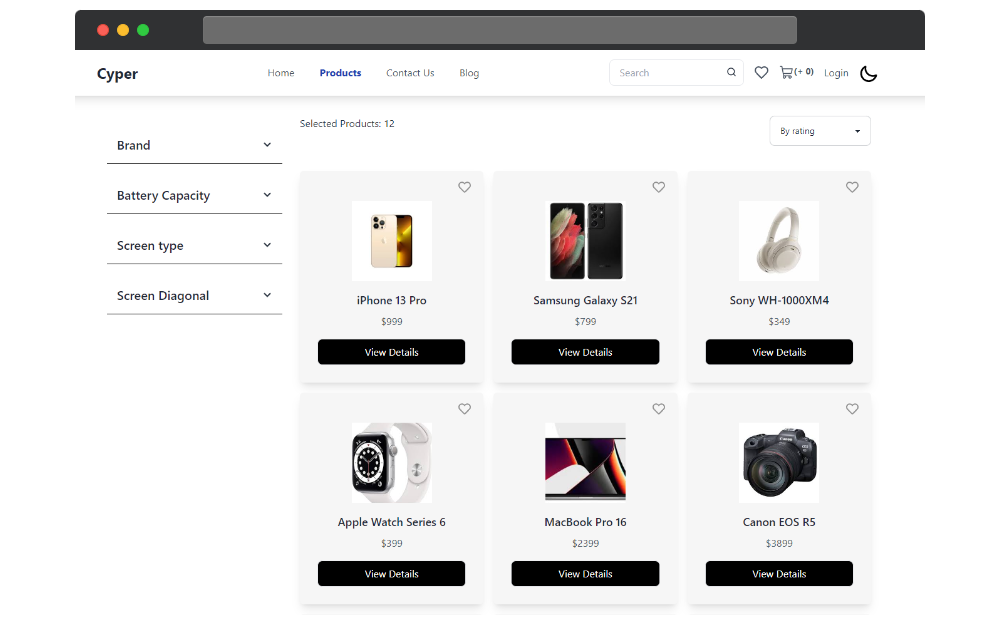 Cyper
Home Products Contact Us Blog
Search
(+ 0) Login
Selected Products: 12
By rating
Brand
Battery Capacity
Screen type
Screen Diagonal
iPhone 13 Pro
$999
View Details
Samsung Galaxy S21
$799
View Details
Sony WH-1000XM4
$349
View Details
Apple Watch Series 6
$399
View Details
MacBook Pro 16
$2399
View Details
Canon
Canon EOS R5
$3899
View Details